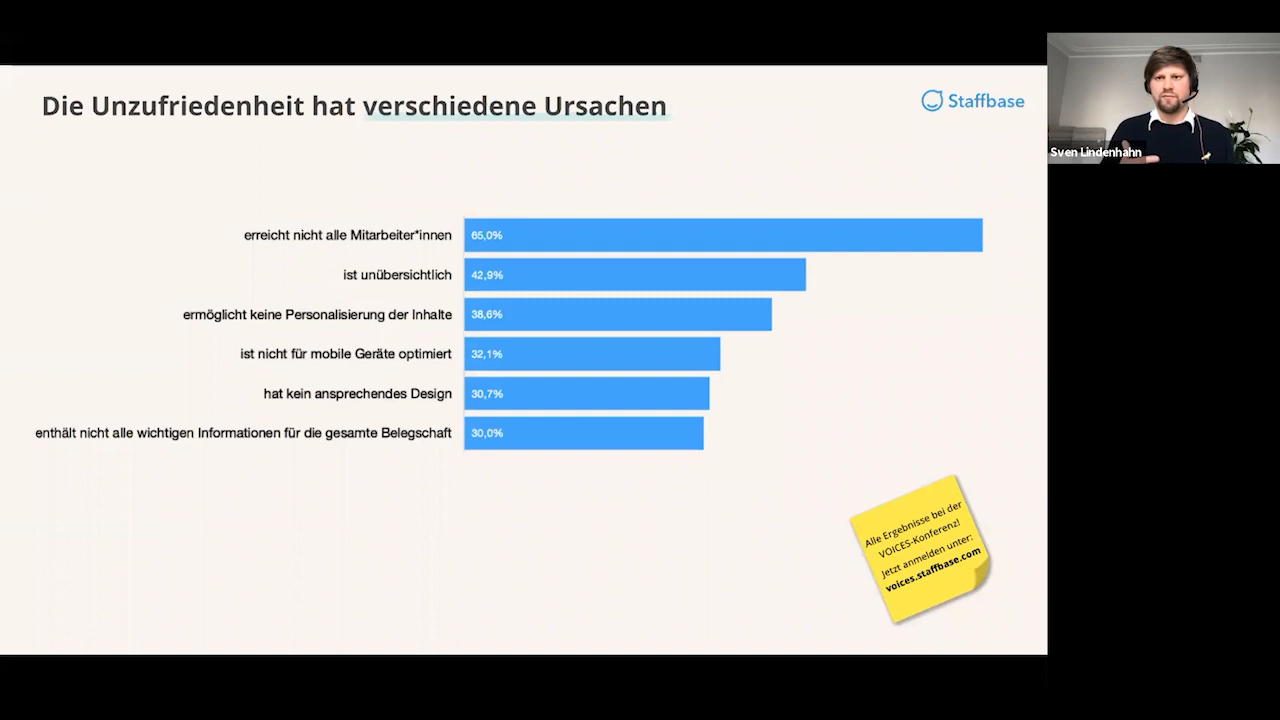 Die Unzufriedenheit hat verschiedene Ursachen
Staffbase
Sven Lindenhahn
erreicht nicht alle Mitarbeiter*innen
65,0%
ist unübersichtlich
42,9%
ermöglicht keine Personalisierung der Inhalte
38,6%
ist nicht für mobile Geräte optimiert
32,1%
hat kein ansprechendes Design
30,7%
enthält nicht alle wichtigen Informationen für die gesamte Belegschaft
30,0%
Alle Ergebnisse bei der
VOICES-Konferenz!
Jetzt anmelden unter:
voices.staffbase.com